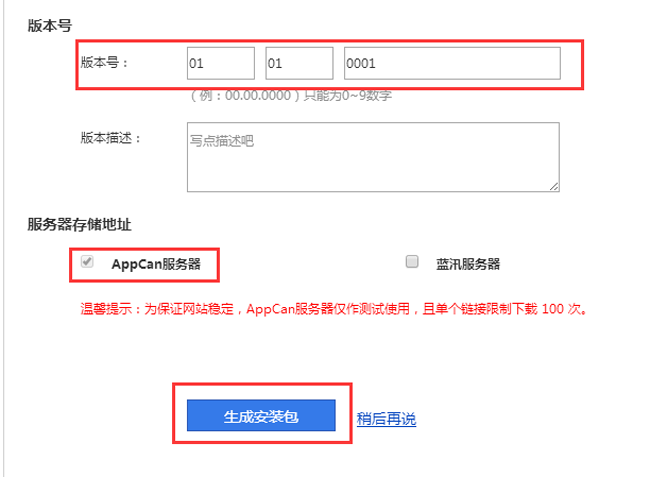 版本号
版本号： 01 01 0001
（例：00.00.0000）只能为0~9数字
版本描述： 写点描述吧
服务器存储地址
AppCan服务器 蓝汛服务器
温馨提示：为保证网站稳定，AppCan服务器仅作测试使用，且单个链接限制下载 100 次。
生成安装包 稍后再说